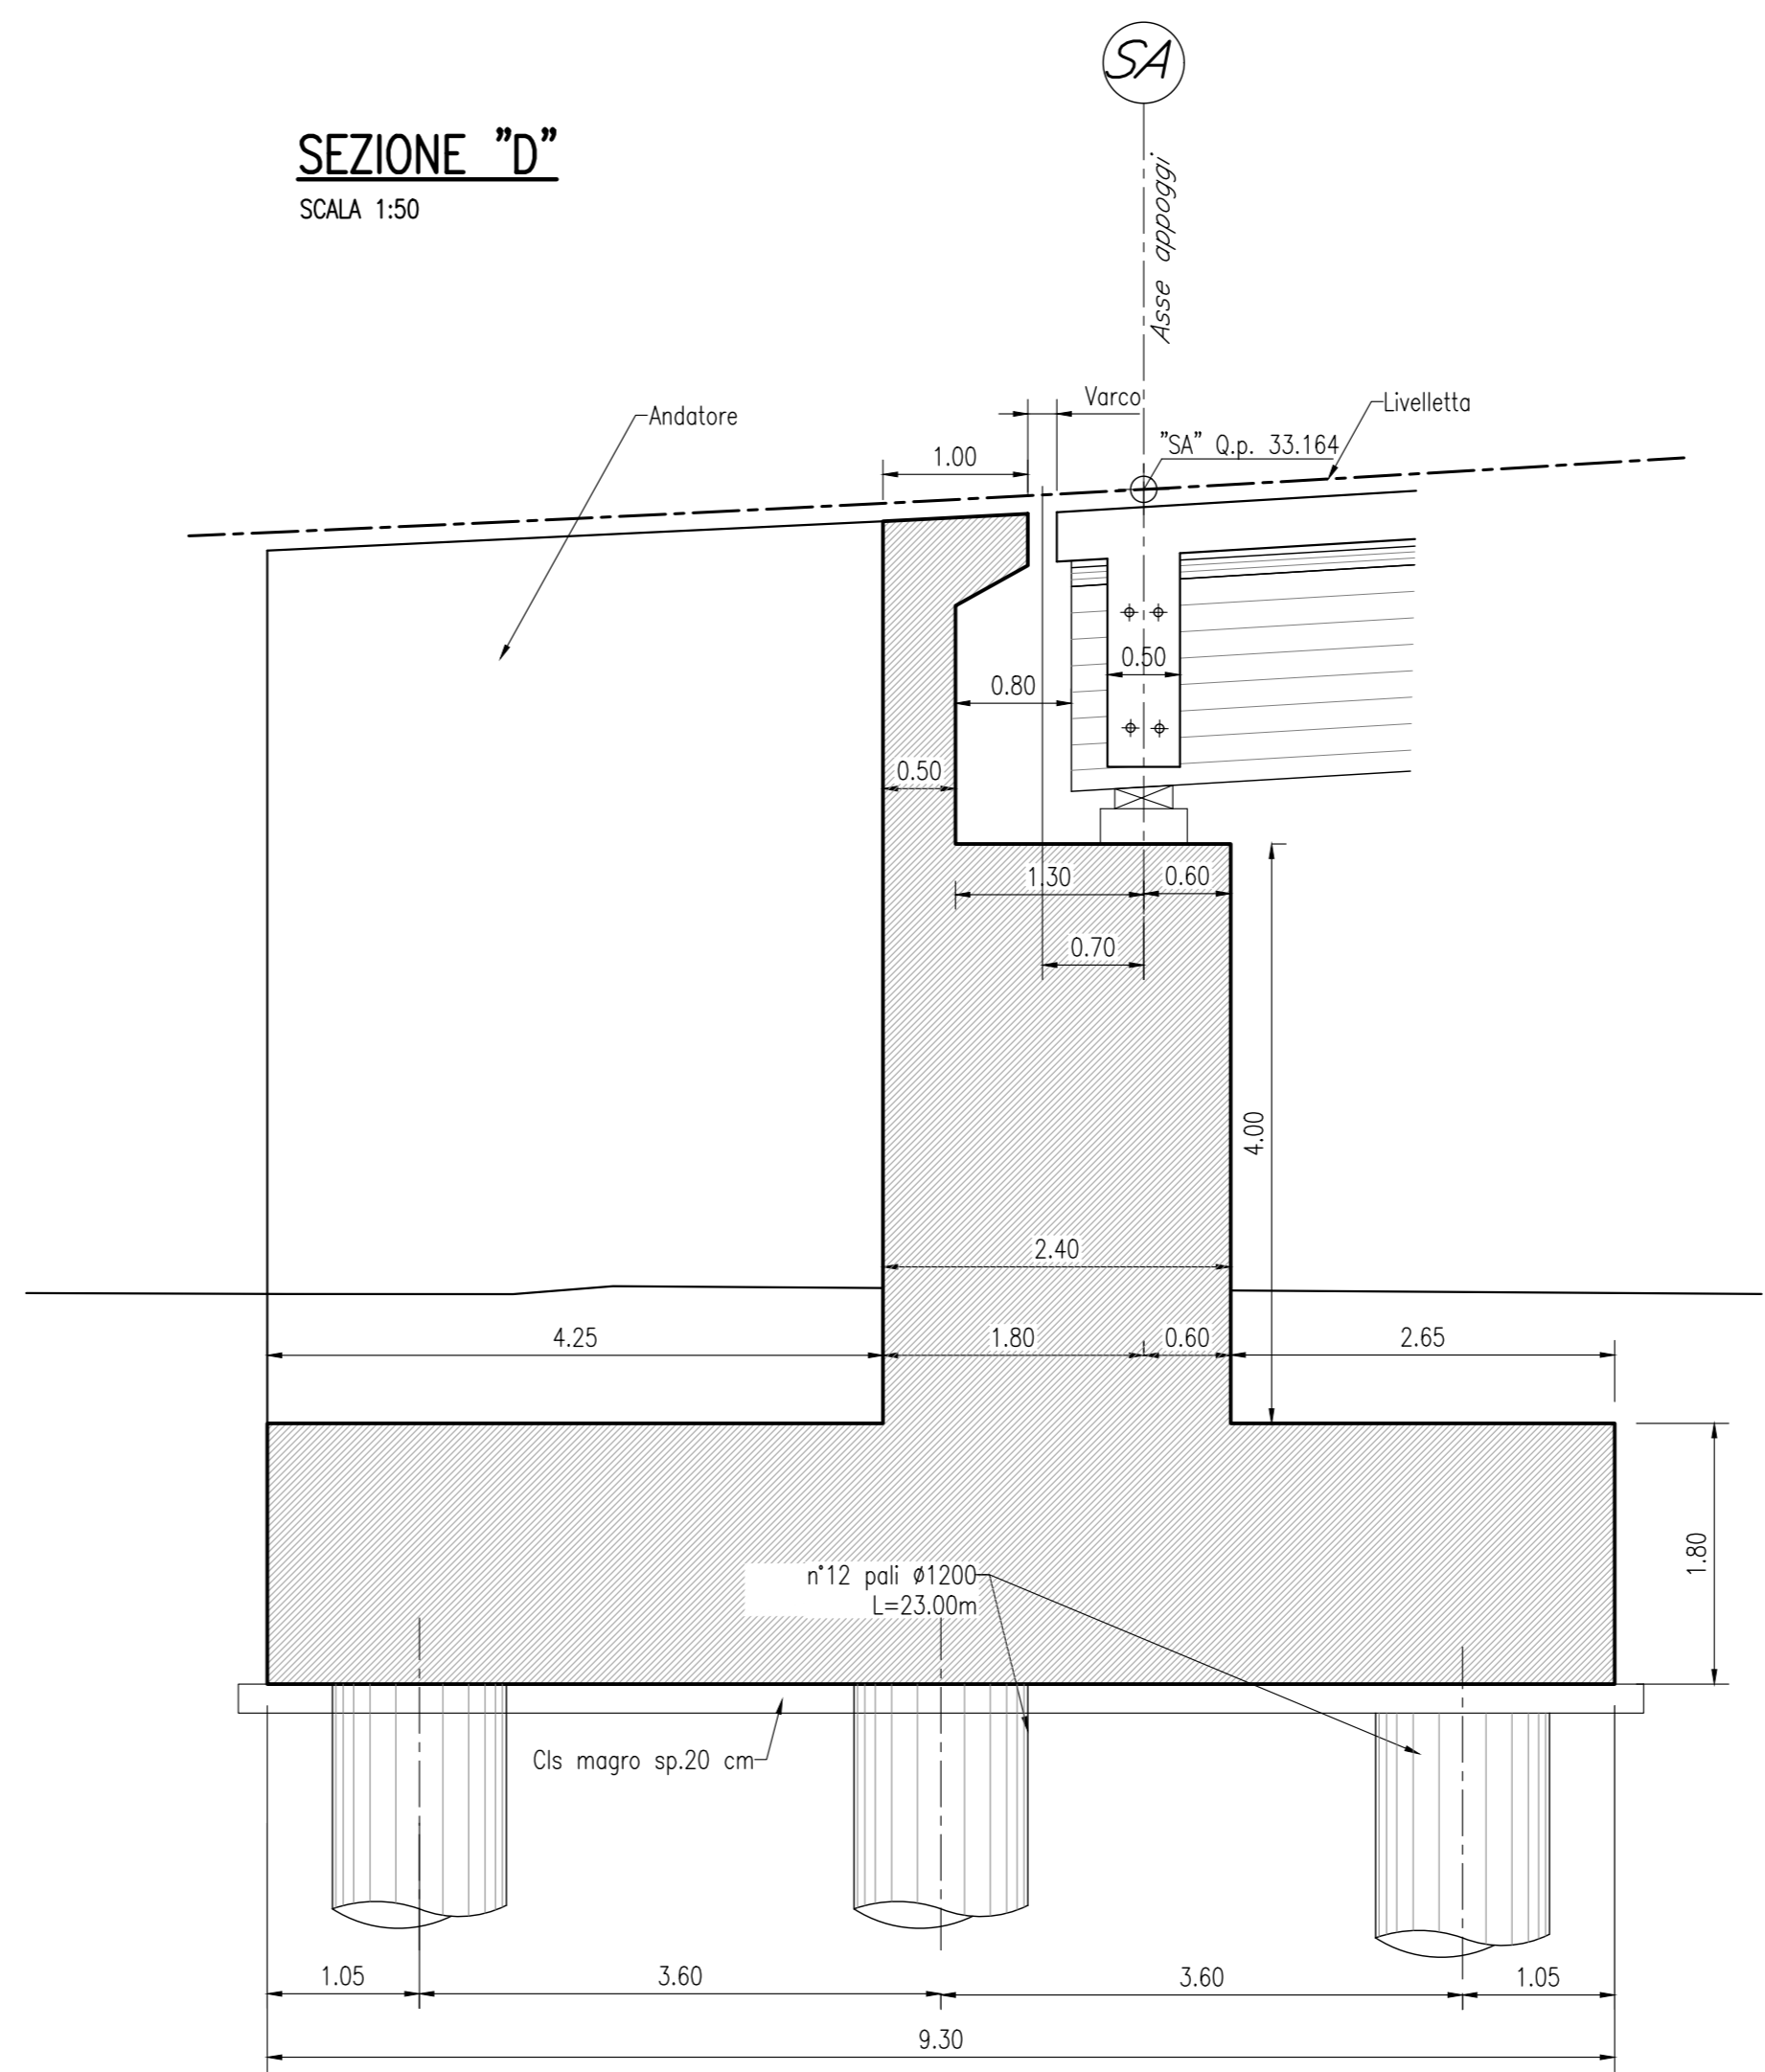 SA
SEZIONE "D"
SCALA 1:50
Asse appoggi
Varco
Livelletta
Andatore
"SA" Q.p. 33.164
1.00
0.50
0.80
0.50
1.30
0.60
0.70
4.00
2.40
4.25
1.80
0.60
2.65
1.80
n°12 pali ø1200
L=23.00m
Cls magro sp.20 cm
1.05
3.60
3.60
1.05
9.30